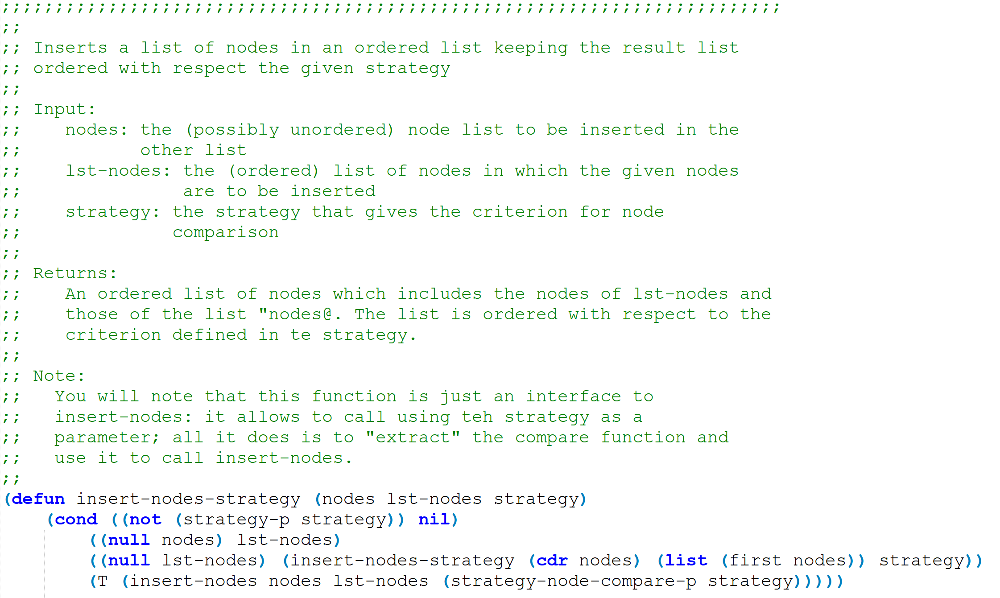 ;;;;;;;;;;;;;;;;;;;;;;;;;;;;;;;;;;;;;;;;;;;;;;;;;;;;;;;;;;;;;;;;;;;;;;;;;
;;
;; Inserts a list of nodes in an ordered list keeping the result list
;; ordered with respect the given strategy
;;
;; Input:
;;    nodes: the (possibly unordered) node list to be inserted in the
;;           other list
;;    lst-nodes: the (ordered) list of nodes in which the given nodes
;;               are to be inserted
;;    strategy: the strategy that gives the criterion for node
;;              comparison
;;
;; Returns:
;;    An ordered list of nodes which includes the nodes of lst-nodes and
;;    those of the list "nodes@. The list is ordered with respect to the
;;    criterion defined in te strategy.
;;
;; Note:
;;   You will note that this function is just an interface to
;;   insert-nodes: it allows to call using teh strategy as a
;;   parameter; all it does is to "extract" the compare function and
;;   use it to call insert-nodes.
;;
(defun insert-nodes-strategy (nodes lst-nodes strategy)
    (cond ((not (strategy-p strategy)) nil)
        ((null nodes) lst-nodes)
        ((null lst-nodes) (insert-nodes-strategy (cdr nodes) (list (first nodes)) strategy))
        (T (insert-nodes nodes lst-nodes (strategy-node-compare-p strategy)))))